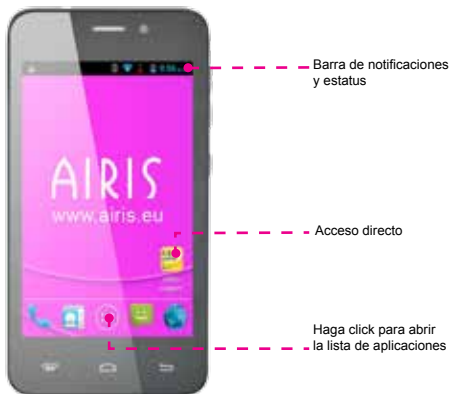 Barra de notificaciones
y estatus
AIRIS
www.airis.eu
Acceso directo
Haga click para abrir
la lista de aplicaciones